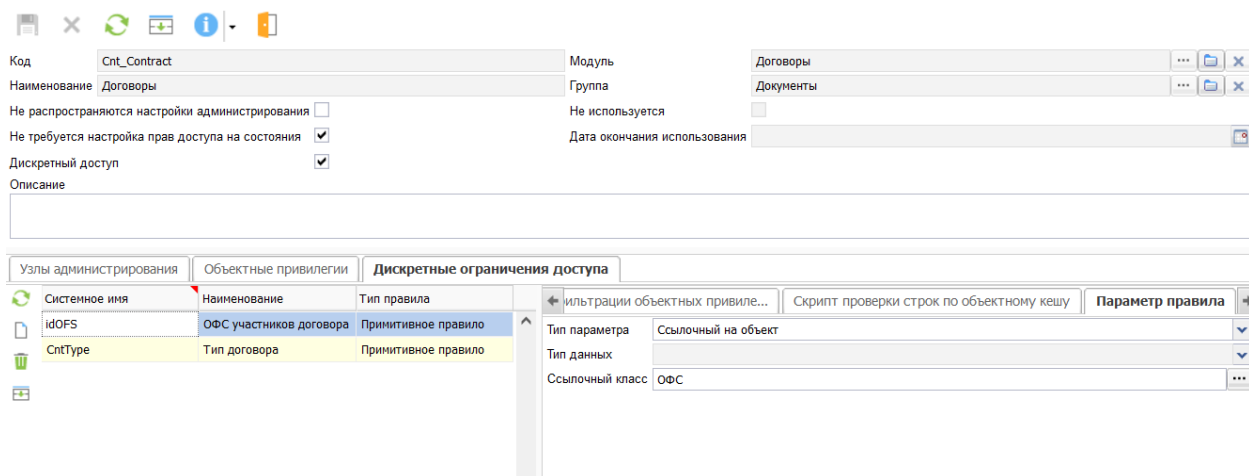 Код Cnt_Contract Модуль Договоры
Наименование Договоры Группа Документы
Не распространяются настройки администрирования Не используется
Не требуется настройка прав доступа на состояния Дата окончания использования
Дискретный доступ
Описание
Узлы администрирования Объектные привилегии Дискретные ограничения доступа
Системное имя Наименование Тип правила ильтрации объектных привиле... Скрипт проверки строк по объектному кешу Параметр правила
idOFS ОФС участников договора Примитивное правило Тип параметра Ссылочный на объект
CntType Тип договора Примитивное правило Тип данных
Ссылочный класс ОФС